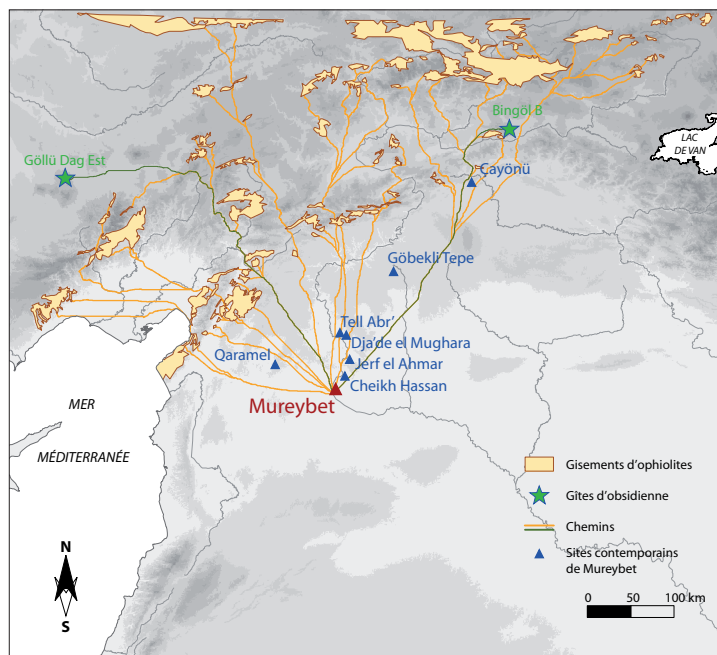 Bingöl B
LAC
DE VAN
Göllü Dag Est
Çayönü
Göbekli Tepe
Tell Abr'
Dja'de el Mughara
Qaramel
Jerf el Ahmar
Cheikh Hassan
Mureybet
MER
MÉDITERRANÉE
Gisements d'ophiolites
Gîtes d'obsidienne
Chemins
Sites contemporains
de Mureybet
N
S
0 50 100 km